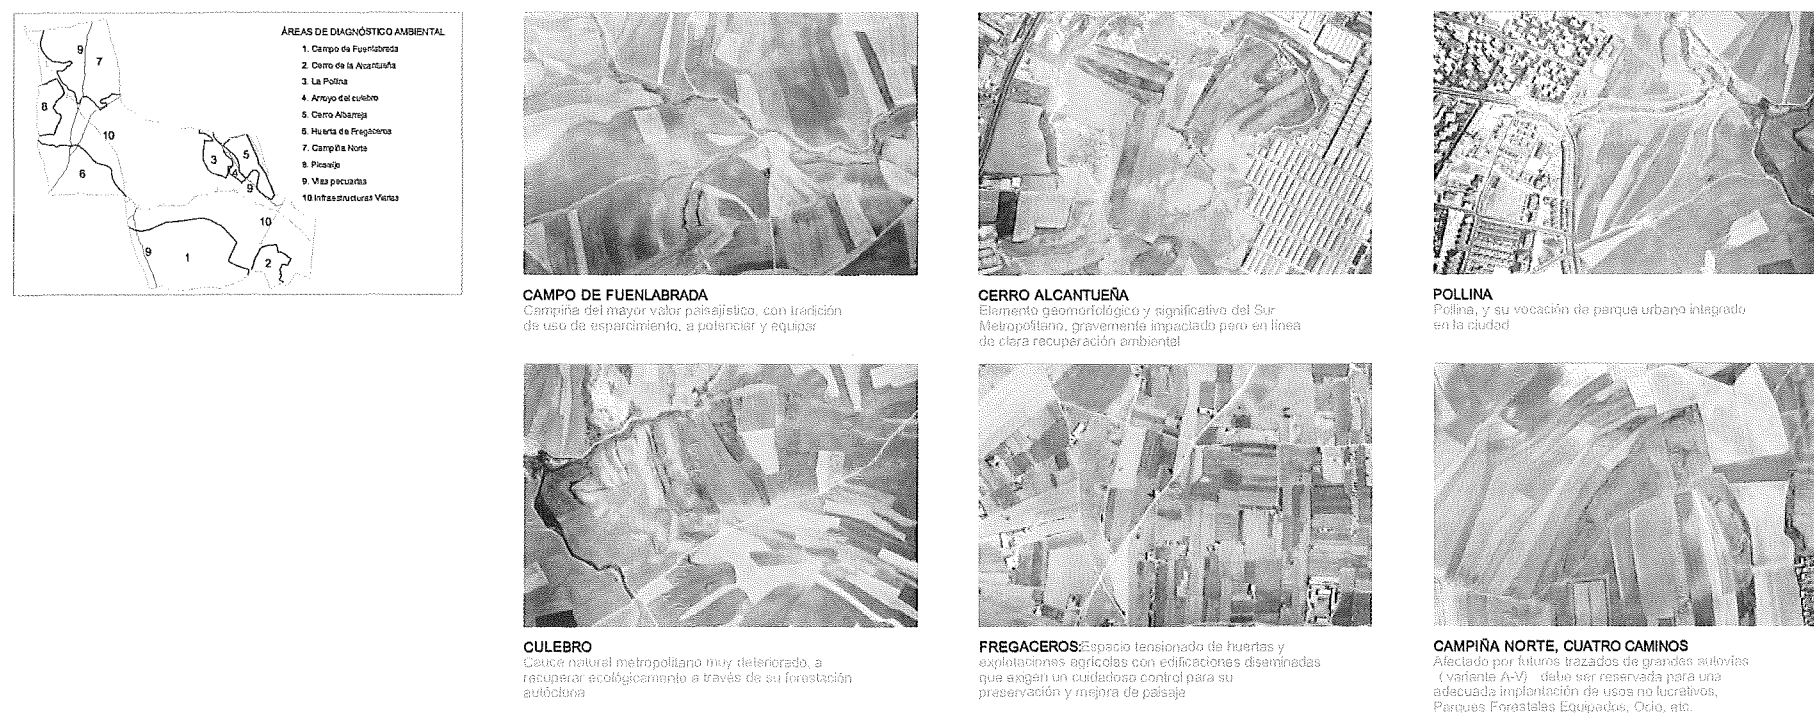 ÁREAS DE DIAGNÓSTICO AMBIENTAL
1. Campo de Fuenlabrada
2. Cerro de la Alcantueña
3. La Pollina
4. Arroyo del culebro
5. Cerro Albarreja
6. Huerta de Fregaceros
7. Campiña Norte
8. Picasaijo
9. Vias pecuarias
10. Infraestructuras Viarias
9
7
8
10
6
3
5
4
9
10
9
1
2
CAMPO DE FUENLABRADA
Campiña del mayor valor paisajístico, con tradición
de uso de esparcimiento, a potenciar y equipar
CERRO ALCANTUEÑA
Elemento geomorfológico y significativo del Sur
Metropolitano, gravemente impactado pero en línea
de clara recuperación ambiental
POLLINA
Pollina, y su vocación de parque urbano integrado
en la ciudad
CULEBRO
Cauce natural metropolitano muy deteriorado, a
recuperar ecológicamente a través de su forestación
autóctona
FREGACEROS: Espacio tensionado de huertas y
explotaciones agrícolas con edificaciones diseminadas
que exigen un cuidadoso control para su
preservación y mejora de paisaje
CAMPIÑA NORTE, CUATRO CAMINOS
Afectado por futuros trazados de grandes autovías
( variante A-V) debe ser reservada para una
adecuada implantación de usos no lucrativos,
Parques Forestales Equipados, Ocio, etc.